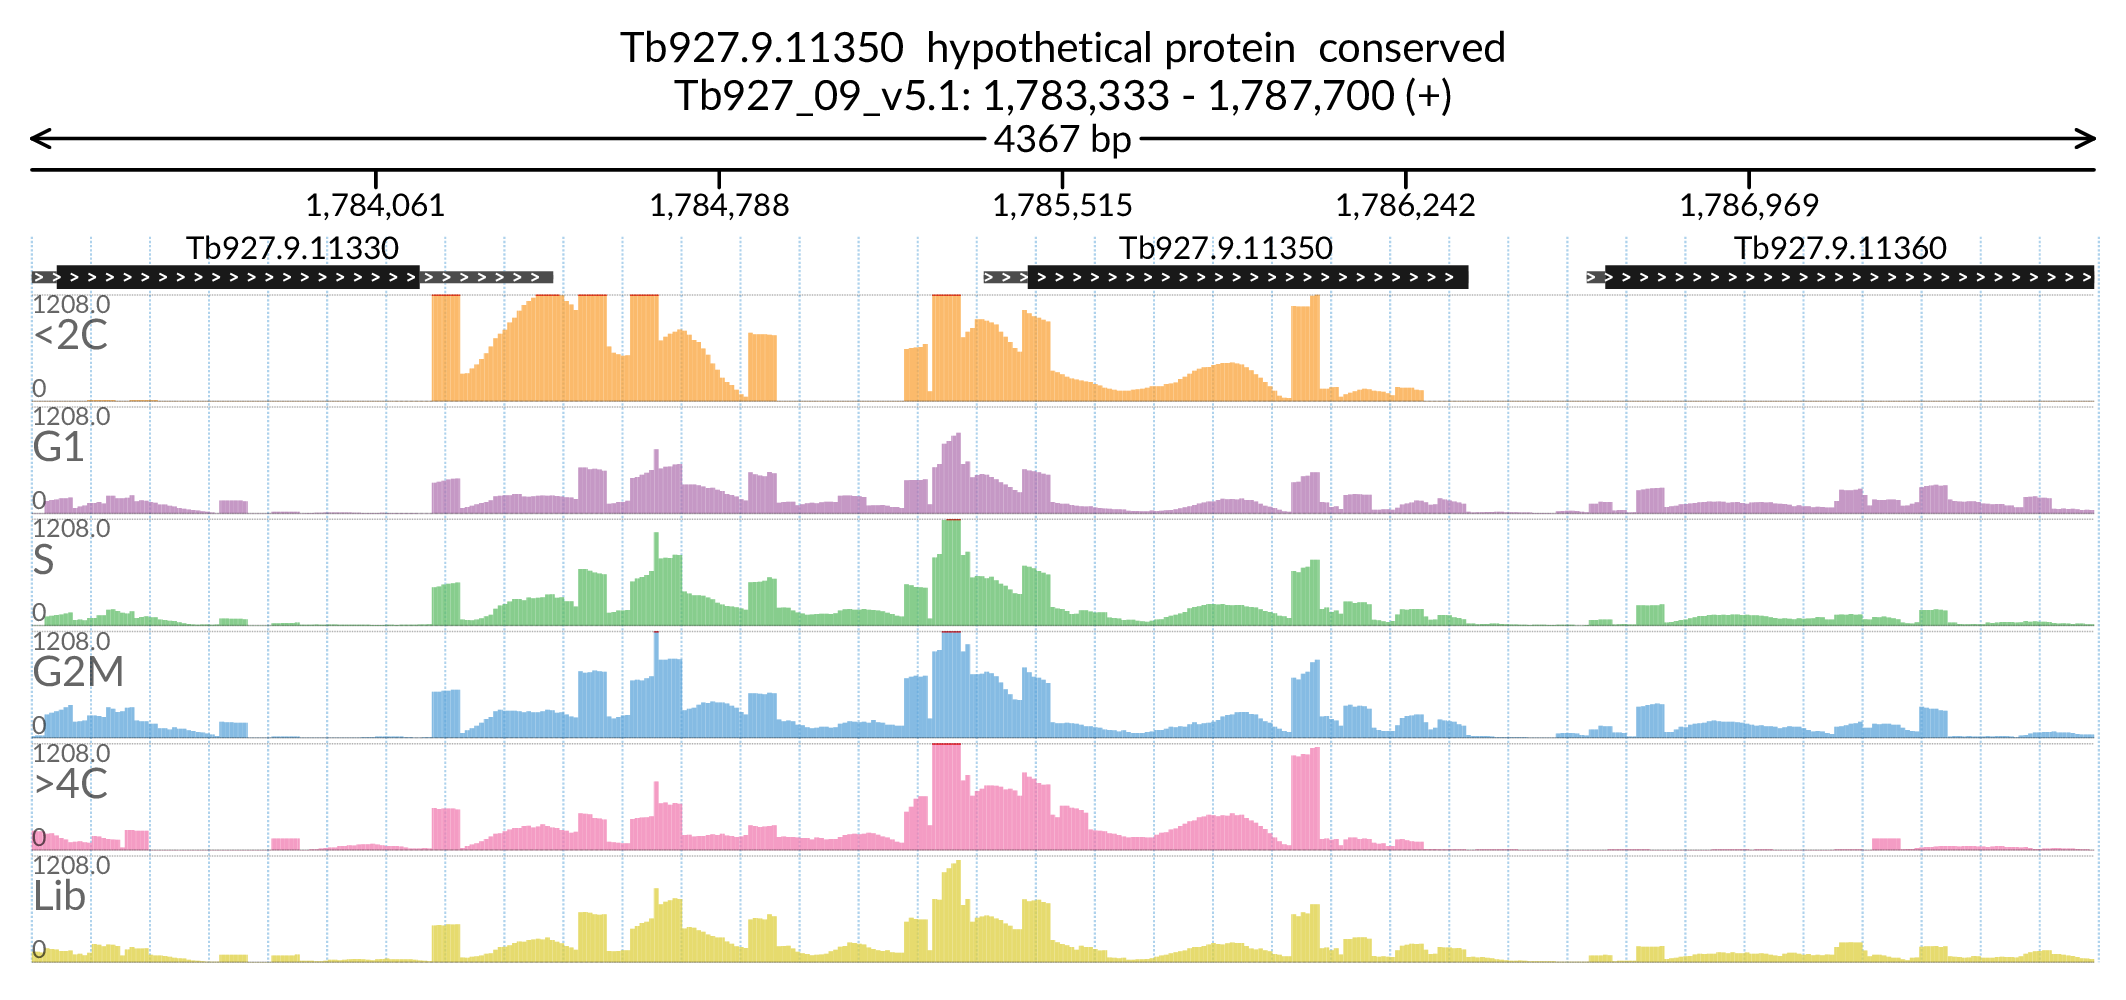 Tb927.9.11350  hypothetical protein  conserved
Tb927_09_v5.1: 1,783,333 - 1,787,700 (+)
4367 bp
1,784,061 1,784,788 1,785,515 1,786,242 1,786,969
Tb927.9.11330 Tb927.9.11350 Tb927.9.11360
1208.0
<2C
0
1208.0
G1
0
1208.0
S
0
1208.0
G2M
0
1208.0
>4C
0
1208.0
Lib
0